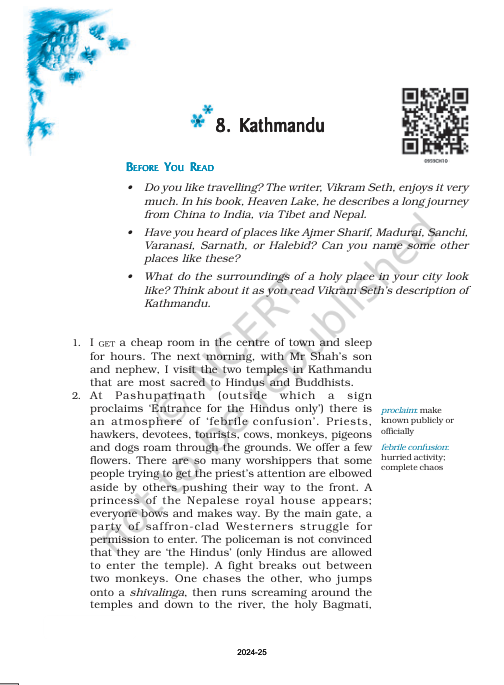 8. Kathmandu
0959CH10
BEFORE YOU READ
• Do you like travelling? The writer, Vikram Seth, enjoys it very
much. In his book, Heaven Lake, he describes a long journey
from China to India, via Tibet and Nepal.
• Have you heard of places like Ajmer Sharif, Madurai, Sanchi,
Varanasi, Sarnath, or Halebid? Can you name some other
places like these?
• What do the surroundings of a holy place in your city look
like? Think about it as you read Vikram Seth's description of
Kathmandu.
1. I GET a cheap room in the centre of town and sleep
for hours. The next morning, with Mr Shah's son
and nephew, I visit the two temples in Kathmandu
that are most sacred to Hindus and Buddhists.
2. At Pashupatinath (outside which a sign
proclaims 'Entrance for the Hindus only') there is
an atmosphere of 'febrile confusion'. Priests,
hawkers, devotees, tourists, cows, monkeys, pigeons
and dogs roam through the grounds. We offer a few
flowers. There are so many worshippers that some
people trying to get the priest's attention are elbowed
aside by others pushing their way to the front. A
princess of the Nepalese royal house appears;
everyone bows and makes way. By the main gate, a
party of saffron-clad Westerners struggle for
permission to enter. The policeman is not convinced
that they are 'the Hindus' (only Hindus are allowed
to enter the temple). A fight breaks out between
two monkeys. One chases the other, who jumps
onto a shivalinga, then runs screaming around the
temples and down to the river, the holy Bagmati,
proclaim: make
known publicly or
officially
febrile confusion:
hurried activity;
complete chaos
© NCERT
not to be republished
2024-25